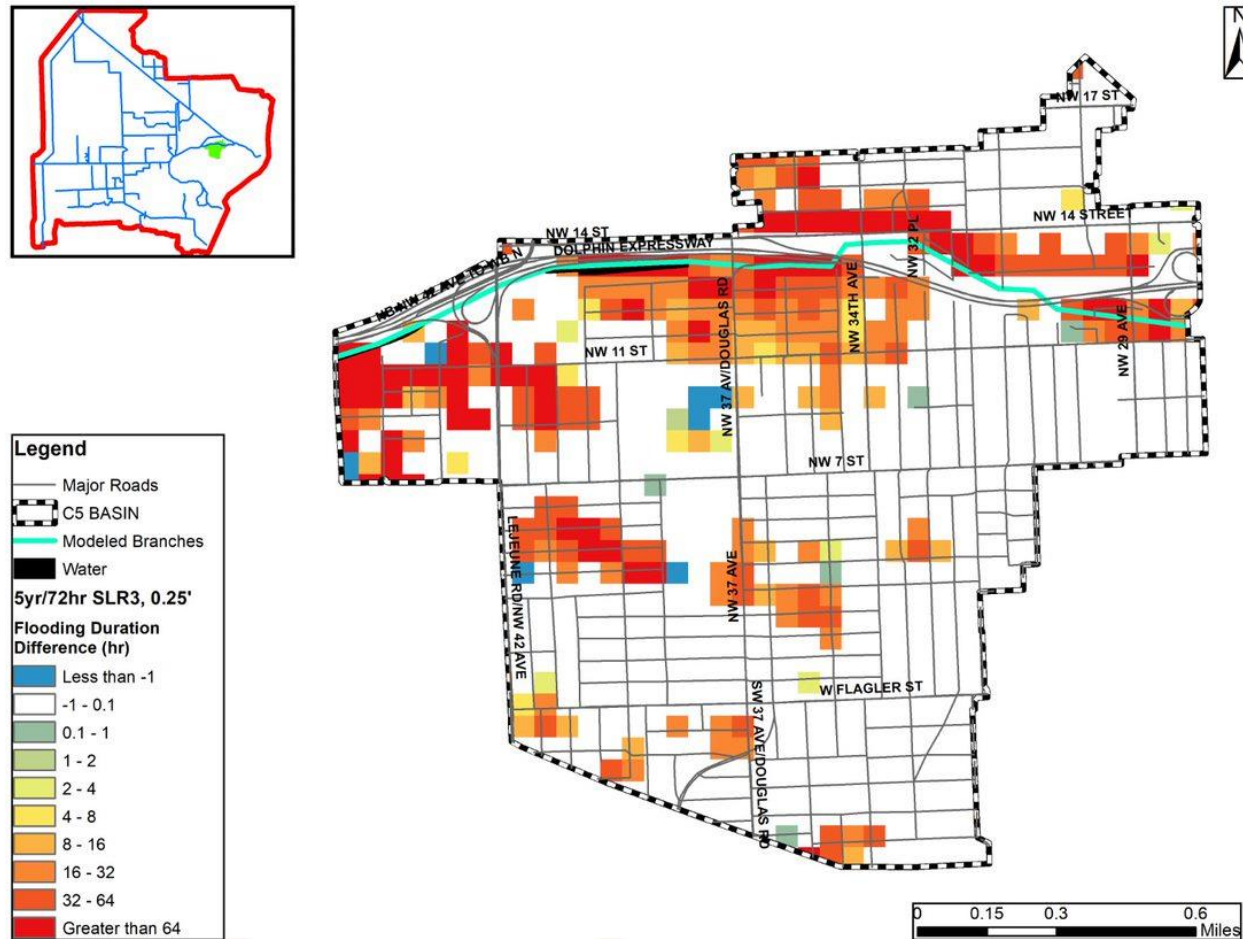 N
NW 17 ST
NW 14 STREET
NW 14 ST
DOLPHIN EXPRESSWAY
NW 32 PL
NW 37 AV/DOUGLAS RD
NW 34TH AVE
NW 29 AVE
NW 11 ST
NW 7 ST
LEJEUNE RD/NW 42 AVE
NW 37 AVE
W FLAGLER ST
SW 37 AVE/DOUGLAS RD
Legend
Major Roads
C5 BASIN
Modeled Branches
Water
5yr/72hr SLR3, 0.25'
Flooding Duration
Difference (hr)
Less than -1
-1 - 0.1
0.1 - 1
1 - 2
2 - 4
4 - 8
8 - 16
16 - 32
32 - 64
Greater than 64
0 0.15 0.3 0.6
Miles